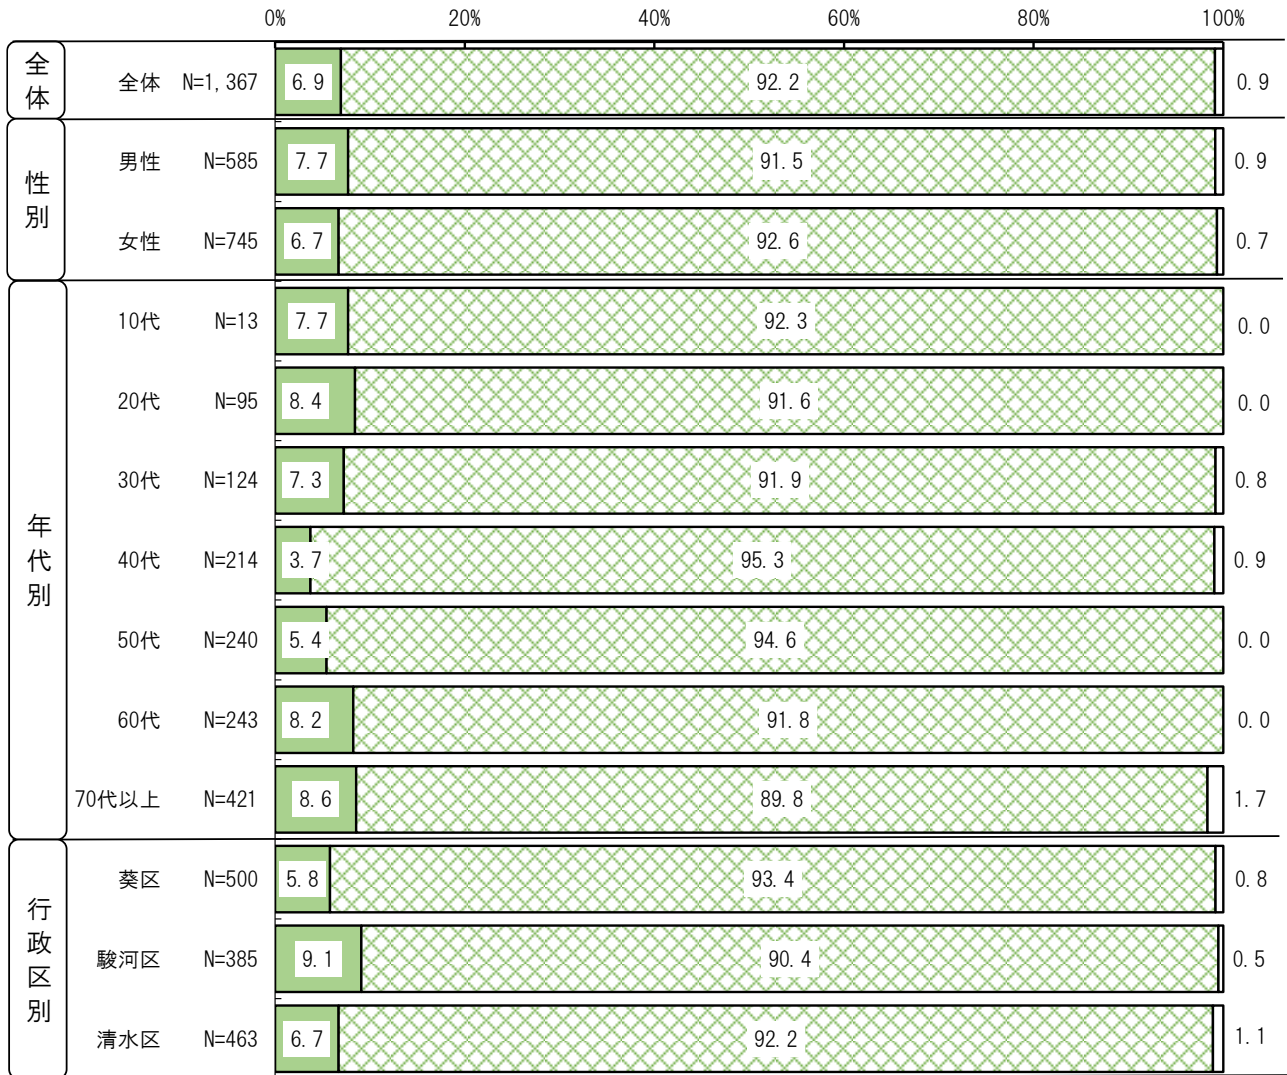 0% 20% 40% 60% 80% 100%
全体
全体 N=1,367 6.9 92.2 0.9
性別
男性 N=585 7.7 91.5 0.9
女性 N=745 6.7 92.6 0.7
年代別
10代 N=13 7.7 92.3 0.0
20代 N=95 8.4 91.6 0.0
30代 N=124 7.3 91.9 0.8
40代 N=214 3.7 95.3 0.9
50代 N=240 5.4 94.6 0.0
60代 N=243 8.2 91.8 0.0
70代以上 N=421 8.6 89.8 1.7
行政区別
葵区 N=500 5.8 93.4 0.8
駿河区 N=385 9.1 90.4 0.5
清水区 N=463 6.7 92.2 1.1